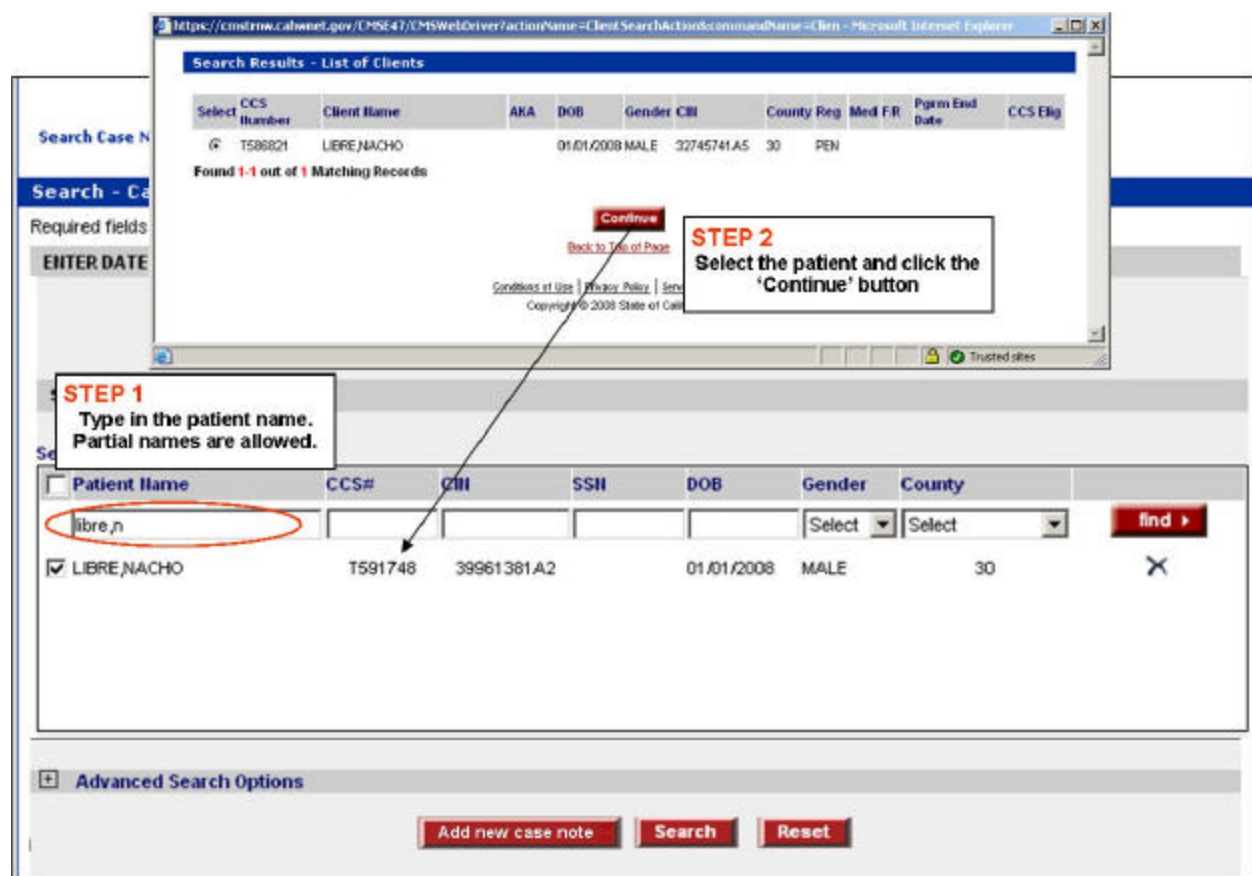 https://cmstrnw.cahwnet.gov/CMSE47/CMSWebDriver?actionName=ClientSearchAction&commandName=Clien - Microsoft Internet Explorer
Search Results - List of Clients
Select CCS Number Client Name AKA DOB Gender CIN County Reg Med F.R Pgrm End Date CCS Elig
T586821 LIBRE,NACHO 01/01/2008 MALE 32745741A5 30 PEN
Found 1-1 out of 1 Matching Records
Continue
Back to Top of Page
Conditions of Use | Privacy Policy |
Copyright © 2008 State of
Trusted sites
STEP 2
Select the patient and click the
‘Continue’ button
Search Case N
Search - Ca
Required fields
ENTER DATE
STEP 1
Type in the patient name.
Partial names are allowed.
Se
Patient Name CCS# CIN SSN DOB Gender County
libre,n Select Select find
LIBRE,NACHO T591748 39961381A2 01/01/2008 MALE 30
Advanced Search Options
Add new case note Search Reset